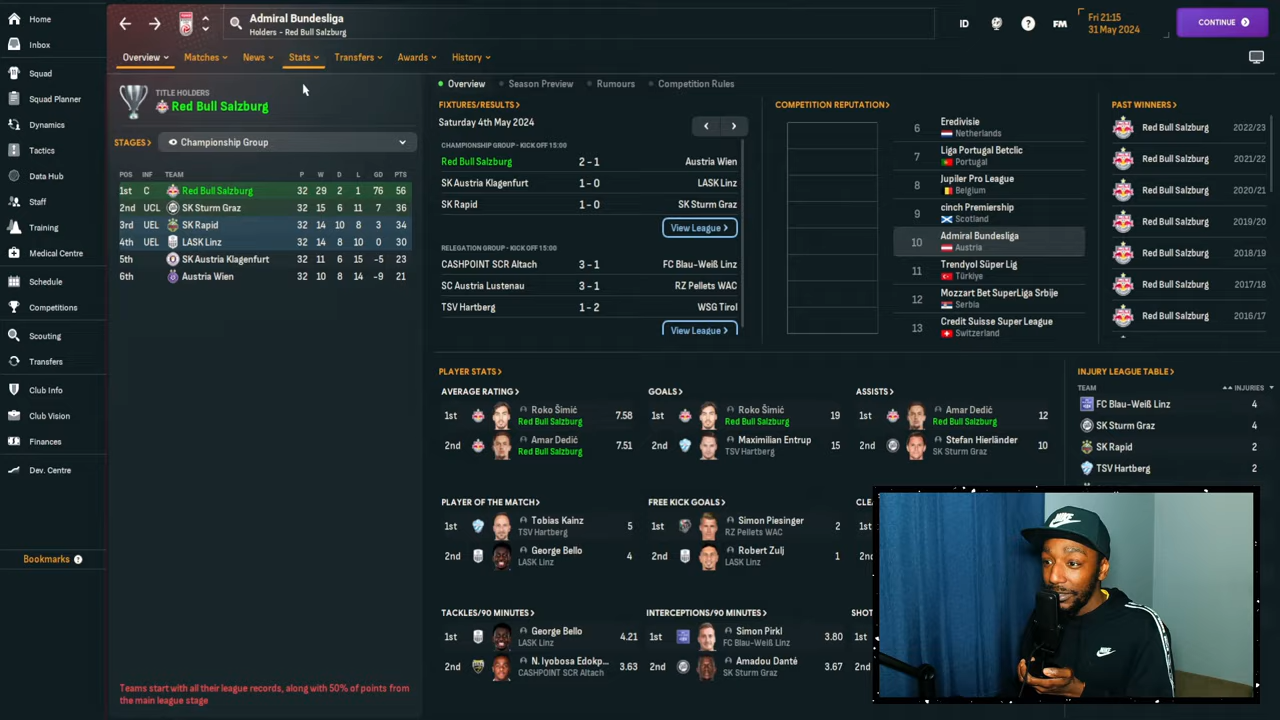 Home
Inbox
Squad
Squad Planner
Dynamics
Tactics
Data Hub
Staff
Training
Medical Centre
Schedule
Competitions
Scouting
Transfers
Club Info
Club Vision
Finances
Dev. Centre
Bookmarks ?
Admiral Bundesliga
Holders - Red Bull Salzburg
ID ? FM
Fri 21:15
31 May 2024
CONTINUE
Overview Matches News Stats Transfers Awards History
TITLE HOLDERS
Red Bull Salzburg
STAGES> Championship Group
POS INF TEAM P W D L GD PTS
1st C Red Bull Salzburg 32 29 2 1 76 56
2nd UCL SK Sturm Graz 32 15 6 11 7 36
3rd UEL SK Rapid 32 14 10 8 3 34
4th UEL LASK Linz 32 14 8 10 0 30
5th SK Austria Klagenfurt 32 11 6 15 -5 23
6th Austria Wien 32 10 8 14 -9 21
Teams start with all their league records, along with 50% of points from
the main league stage
Overview Season Preview Rumours Competition Rules
FIXTURES/RESULTS>
Saturday 4th May 2024
CHAMPIONSHIP GROUP - KICK OFF 15:00
Red Bull Salzburg 2 - 1 Austria Wien
SK Austria Klagenfurt 1 - 0 LASK Linz
SK Rapid 1 - 0 SK Sturm Graz
View League >
RELEGATION GROUP - KICK OFF 15:00
CASHPOINT SCR Altach 3 - 1 FC Blau-Weiß Linz
SC Austria Lustenau 3 - 1 RZ Pellets WAC
TSV Hartberg 1 - 2 WSG Tirol
View League >
COMPETITION REPUTATION>
6 Eredivisie
Netherlands
7 Liga Portugal Betclic
Portugal
8 Jupiler Pro League
Belgium
9 cinch Premiership
Scotland
10 Admiral Bundesliga
Austria
11 Trendyol Süper Lig
Türkiye
12 Mozzart Bet SuperLiga Srbije
Serbia
13 Credit Suisse Super League
Switzerland
PAST WINNERS>
Red Bull Salzburg 2022/23
Red Bull Salzburg 2021/22
Red Bull Salzburg 2020/21
Red Bull Salzburg 2019/20
Red Bull Salzburg 2018/19
Red Bull Salzburg 2017/18
Red Bull Salzburg 2016/17
PLAYER STATS>
AVERAGE RATING>
1st Roko Šimić 7.58
Red Bull Salzburg
2nd Amar Dedić 7.51
Red Bull Salzburg
GOALS>
1st Roko Šimić 19
Red Bull Salzburg
2nd Maximilian Entrup 15
TSV Hartberg
ASSISTS>
1st Amar Dedić 12
Red Bull Salzburg
2nd Stefan Hierländer 10
SK Sturm Graz
PLAYER OF THE MATCH>
1st Tobias Kainz 5
TSV Hartberg
2nd George Bello 4
LASK Linz
FREE KICK GOALS>
1st Simon Piesinger 2
RZ Pellets WAC
2nd Robert Zulj 1
LASK Linz
CLE
1st
2nd
TACKLES/90 MINUTES>
1st George Bello 4.21
LASK Linz
2nd N. Iyobosa Edokp... 3.63
CASHPOINT SCR Altach
INTERCEPTIONS/90 MINUTES>
1st Simon Pirkl 3.80
FC Blau-Weiß Linz
2nd Amadou Danté 3.67
SK Sturm Graz
SHOT
1st
2nd
INJURY LEAGUE TABLE>
TEAM INJURIES
FC Blau-Weiß Linz 4
SK Sturm Graz 4
SK Rapid 2
TSV Hartberg 2